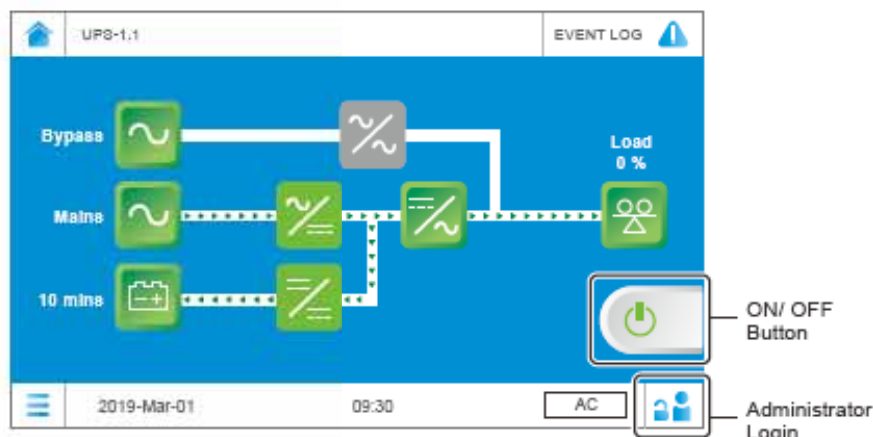 UPS-1.1
EVENT LOG
Bypass
Load
0 %
Mains
10 mins
ON/ OFF
Button
2019-Mar-01
09:30
AC
Administrator
Login